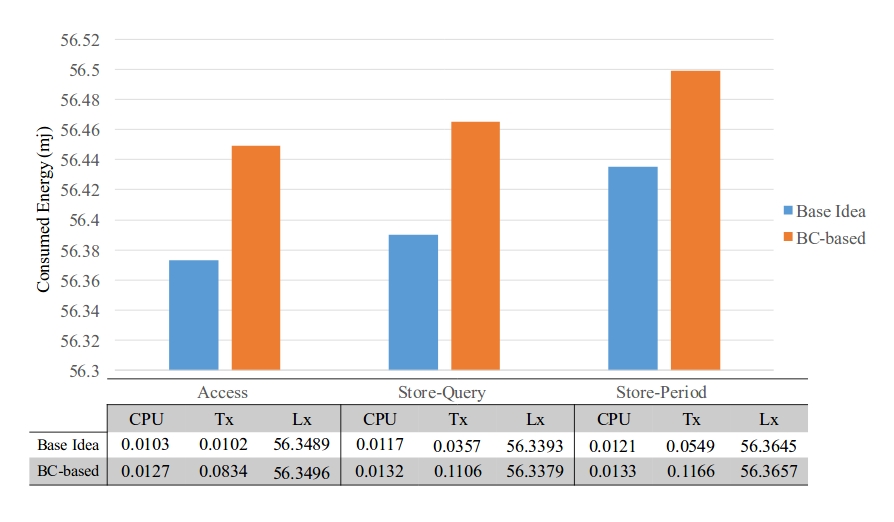 56.52
56.5
56.48
56.46
56.44
56.42
56.4
56.38
56.36
56.34
56.32
56.3
Consumed Energy (mj)
Base Idea
BC-based
Access Store-Query Store-Period
CPU Tx Lx CPU Tx Lx CPU Tx Lx
Base Idea 0.0103 0.0102 56.3489 0.0117 0.0357 56.3393 0.0121 0.0549 56.3645
BC-based 0.0127 0.0834 56.3496 0.0132 0.1106 56.3379 0.0133 0.1166 56.3657